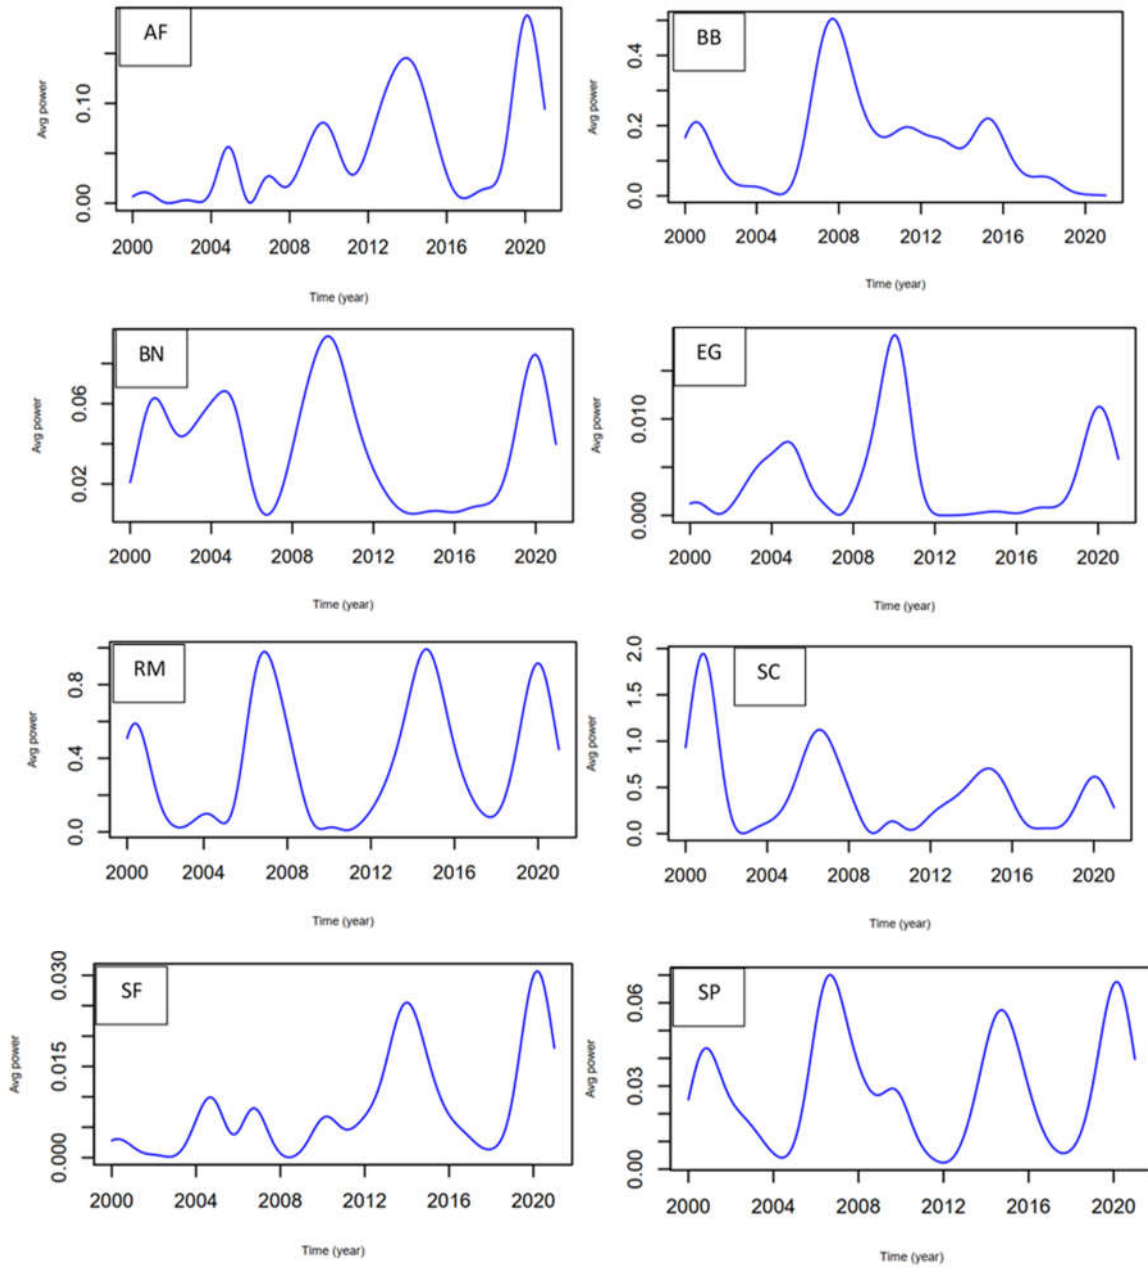 AF
Avg power
0.00 0.10
2000 2004 2008 2012 2016 2020
Time (year)
BB
Avg power
0.0 0.2 0.4
2000 2004 2008 2012 2016 2020
Time (year)
BN
Avg power
0.02 0.06
2000 2004 2008 2012 2016 2020
Time (year)
EG
Avg power
0.000 0.010
2000 2004 2008 2012 2016 2020
Time (year)
RM
Avg power
0.0 0.4 0.8
2000 2004 2008 2012 2016 2020
Time (year)
SC
Avg power
0.0 0.5 1.0 1.5 2.0
2000 2004 2008 2012 2016 2020
Time (year)
SF
Avg power
0.000 0.015 0.030
2000 2004 2008 2012 2016 2020
Time (year)
SP
Avg power
0.00 0.03 0.06
2000 2004 2008 2012 2016 2020
Time (year)